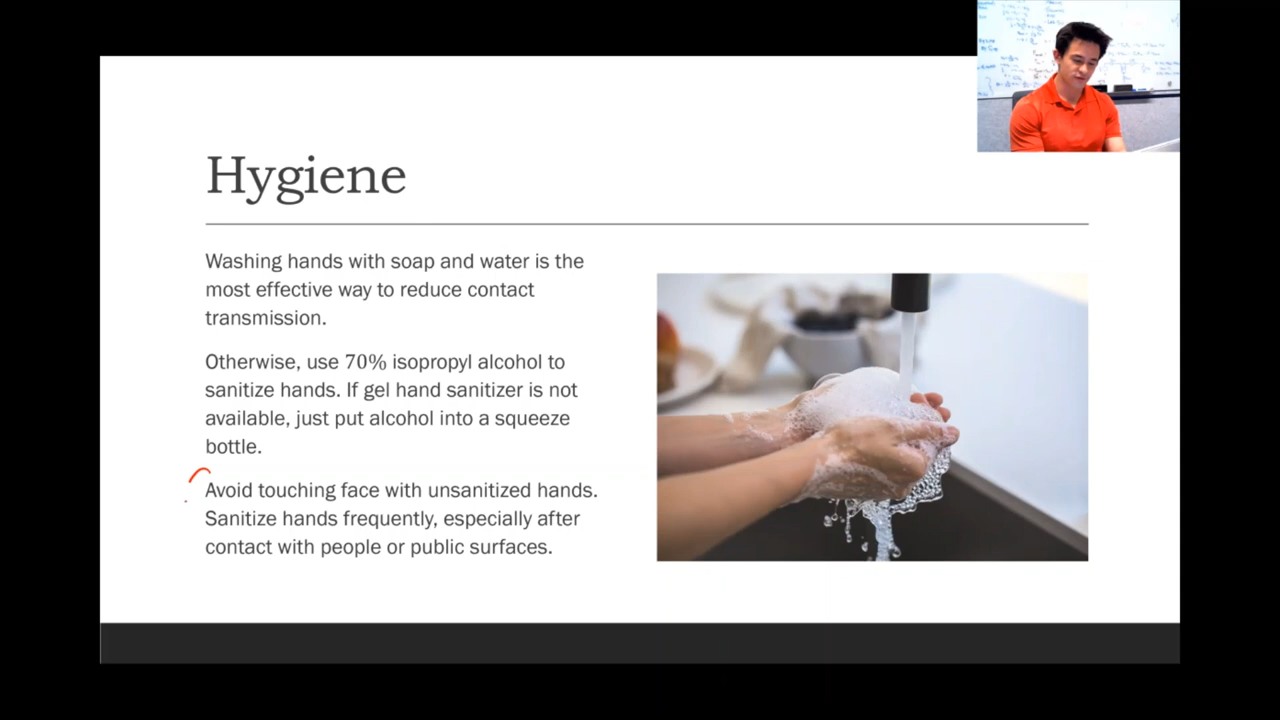 Hygiene
Washing hands with soap and water is the
most effective way to reduce contact
transmission.
Otherwise, use 70% isopropyl alcohol to
sanitize hands. If gel hand sanitizer is not
available, just put alcohol into a squeeze
bottle.
Avoid touching face with unsanitized hands.
Sanitize hands frequently, especially after
contact with people or public surfaces.